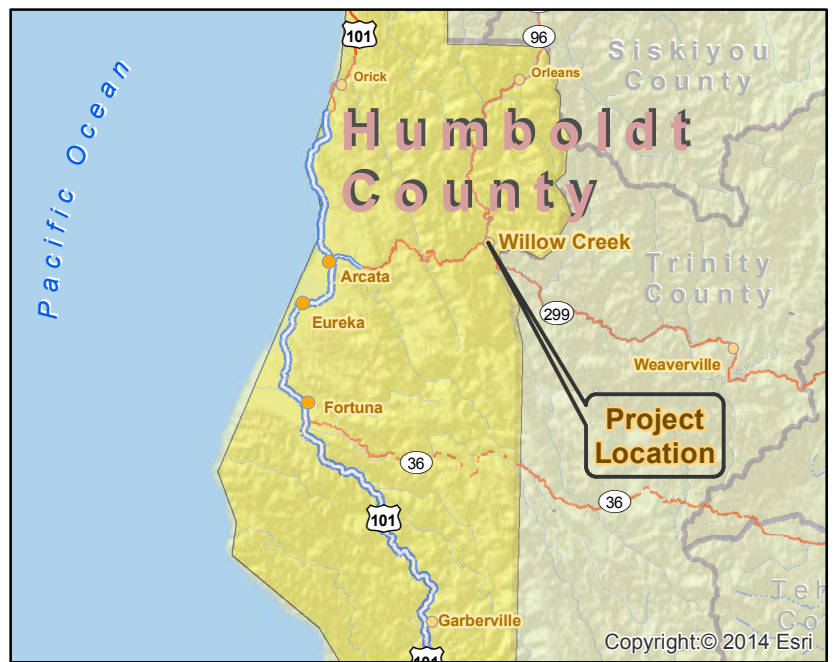 101
96
Siskiyou
County
Orick
Orleans
Pacific Ocean
Humboldt
County
Willow Creek
Trinity
County
Arcata
299
Eureka
Weaverville
Fortuna
Project
Location
36
36
101
Garberville
Copyright:© 2014 Esri
101